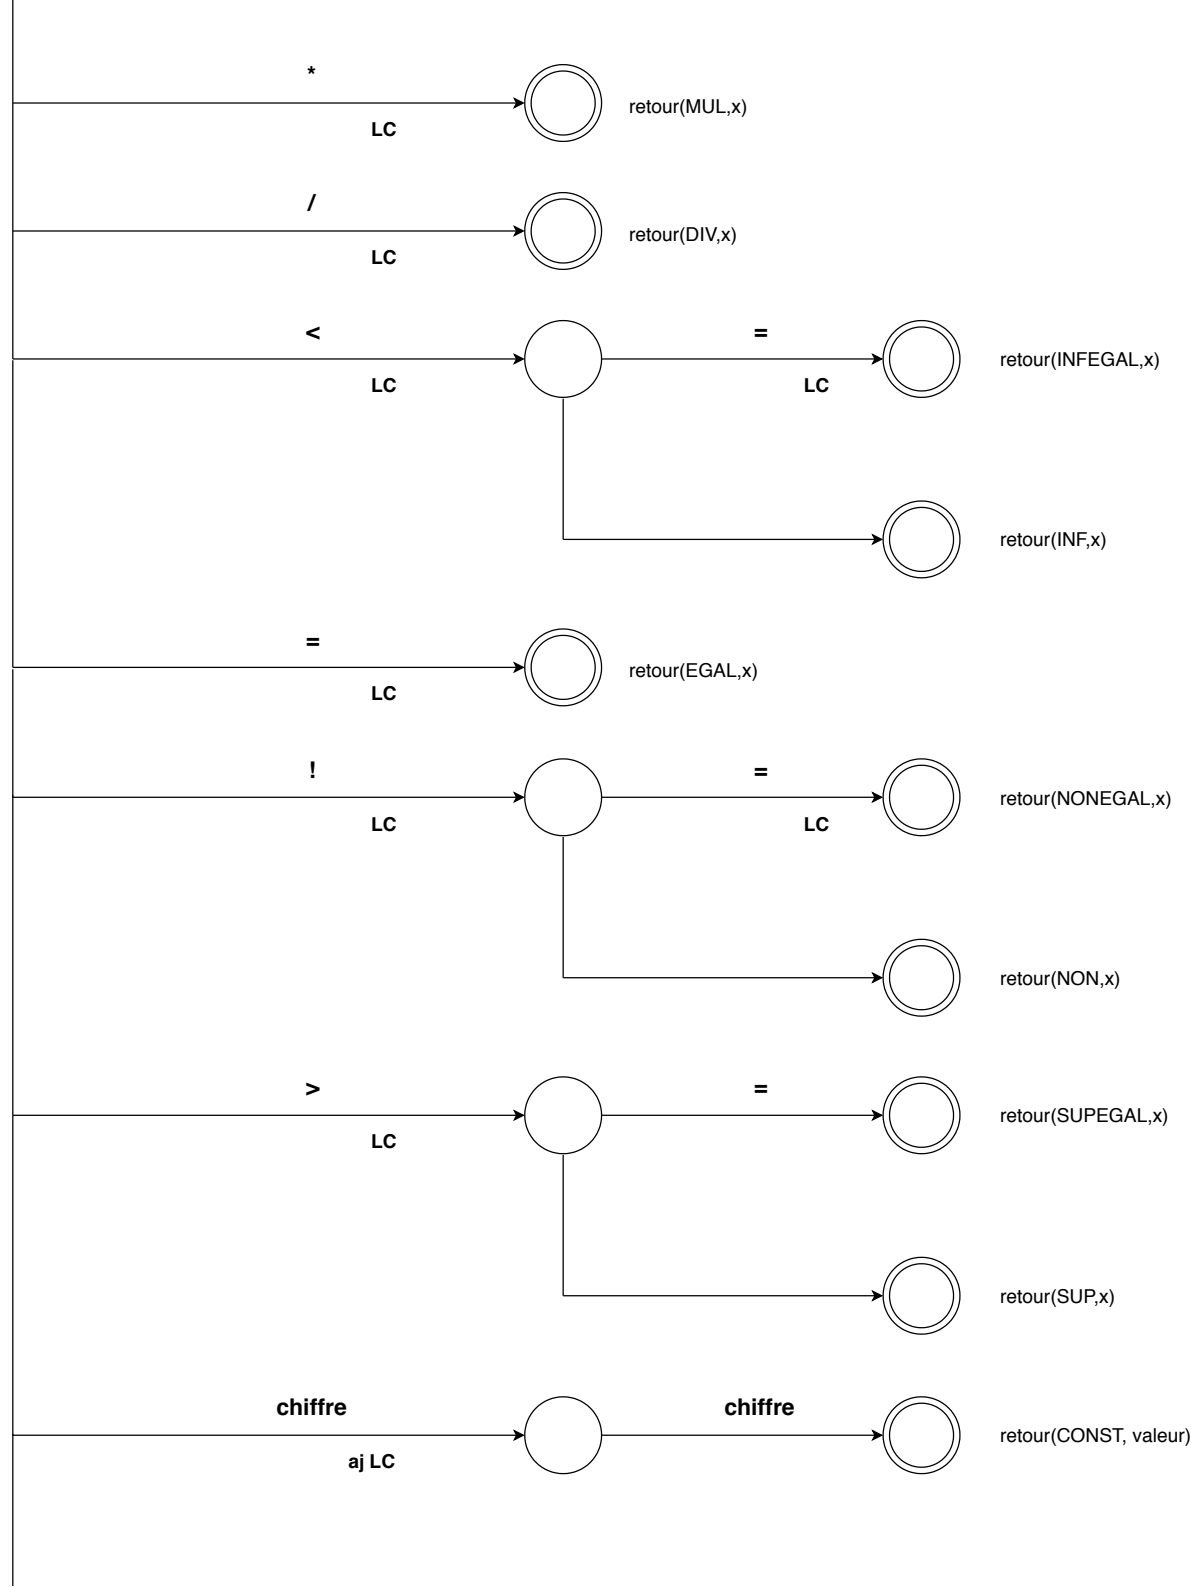 *
LC
retour(MUL,x)
/
LC
retour(DIV,x)
<
LC
=
LC
retour(INFEGAL,x)
retour(INF,x)
=
LC
retour(EGAL,x)
!
LC
=
LC
retour(NONEGAL,x)
retour(NON,x)
>
LC
=
retour(SUPEGAL,x)
retour(SUP,x)
chiffre
aj LC
chiffre
retour(CONST, valeur)